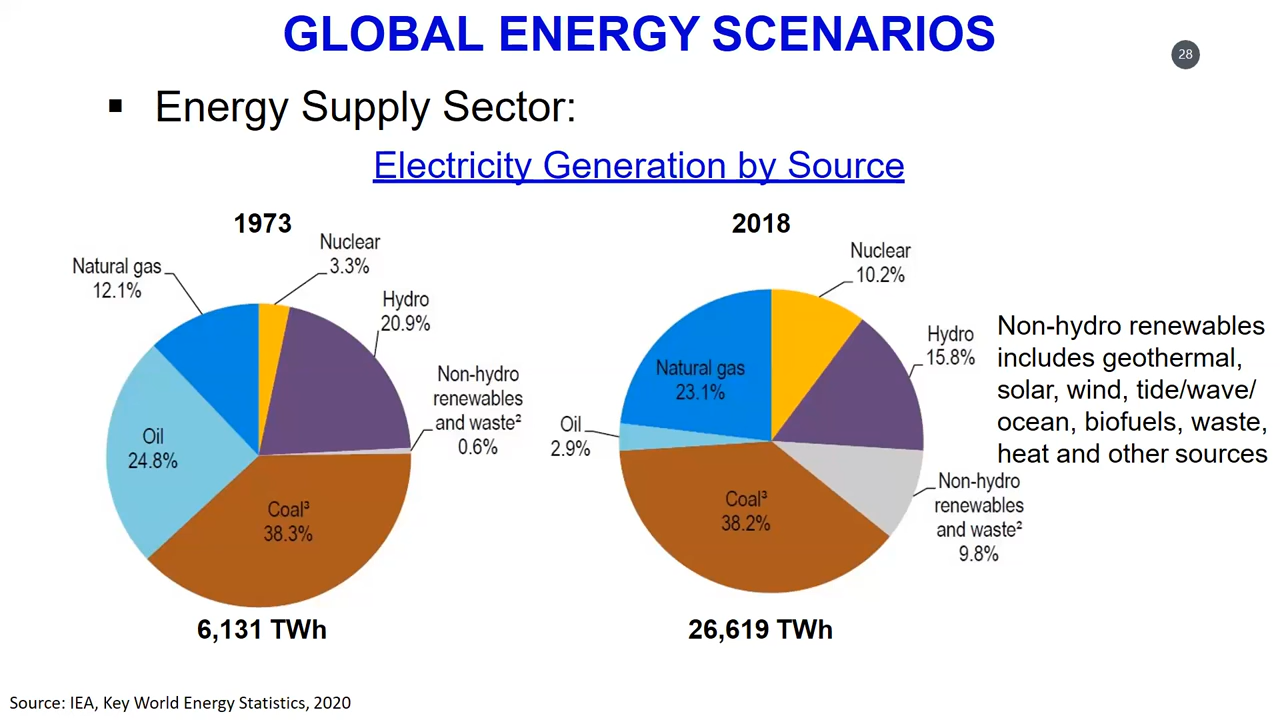 GLOBAL ENERGY SCENARIOS
28
▪ Energy Supply Sector:
Electricity Generation by Source
1973
Nuclear
3.3%
Natural gas
12.1%
Hydro
20.9%
Non-hydro
renewables
and waste²
0.6%
Oil
24.8%
Coal³
38.3%
6,131 TWh
2018
Nuclear
10.2%
Hydro
15.8%
Natural gas
23.1%
Oil
2.9%
Coal³
38.2%
Non-hydro
renewables
and waste²
9.8%
26,619 TWh
Non-hydro renewables
includes geothermal,
solar, wind, tide/wave/
ocean, biofuels, waste,
heat and other sources
Source: IEA, Key World Energy Statistics, 2020